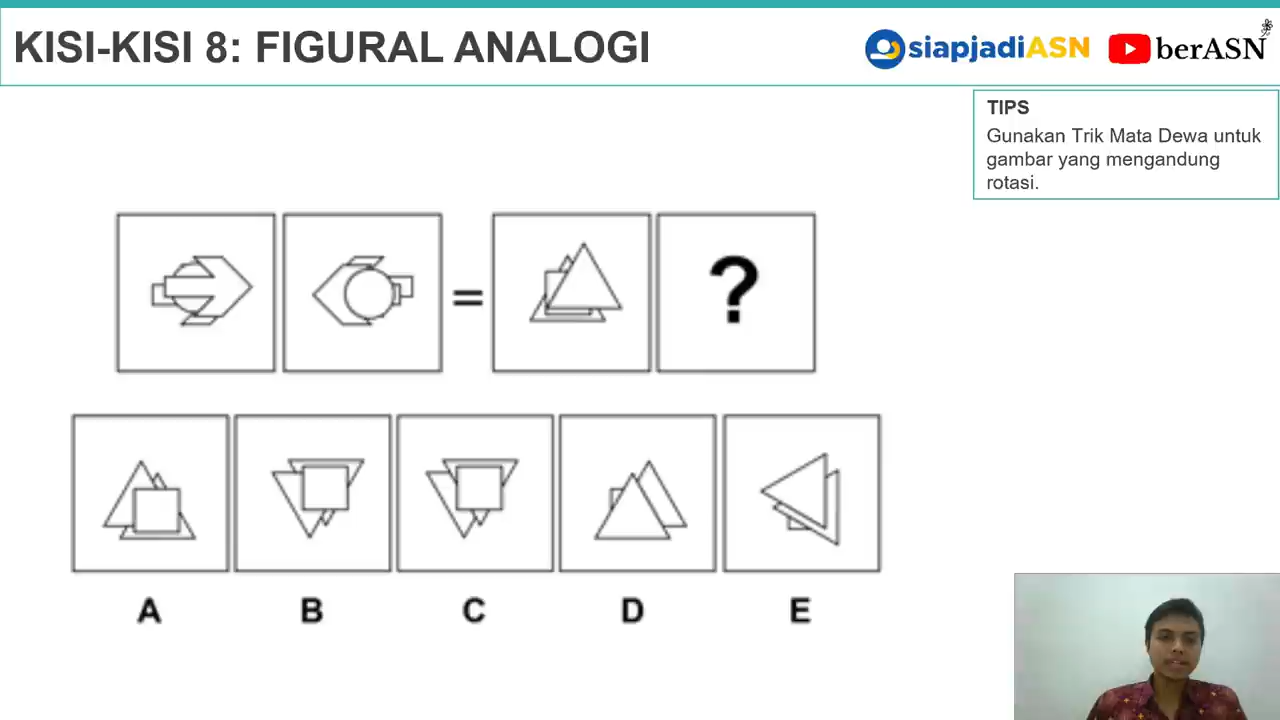 KISI-KISI 8: FIGURAL ANALOGI
siapjadiASN
berASN
TIPS
Gunakan Trik Mata Dewa untuk
gambar yang mengandung
rotasi.
= ?
A B C D E